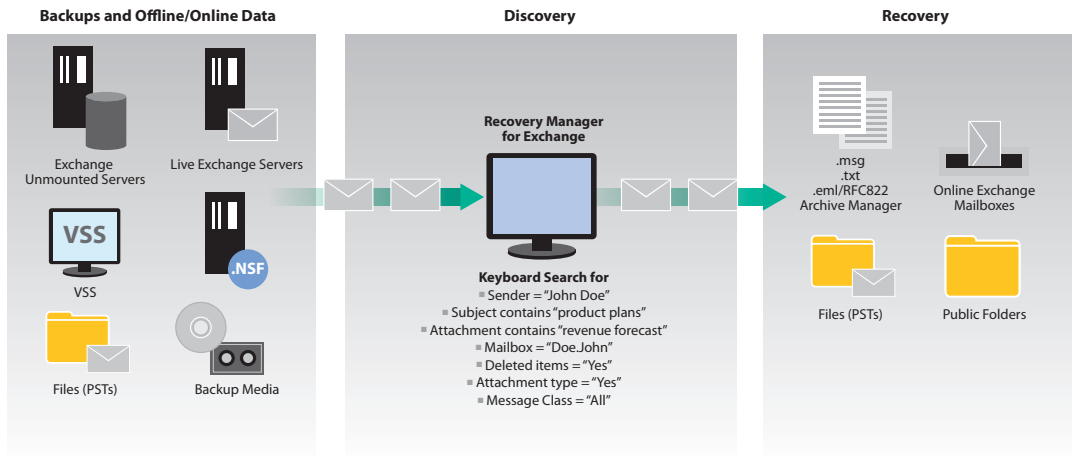 Backups and Offline/Online Data
Exchange
Unmounted Servers
Live Exchange Servers
VSS
VSS
.NSF
Files (PSTs)
Backup Media
Discovery
Recovery Manager
for Exchange
Keyboard Search for
▪ Sender = “John Doe”
▪ Subject contains “product plans”
▪ Attachment contains “revenue forecast”
▪ Mailbox = “Doe.John”
▪ Deleted items = “Yes”
▪ Attachment type = “Yes”
▪ Message Class = “All”
Recovery
.msg
.txt
.eml/RFC822
Archive Manager
Online Exchange
Mailboxes
Files (PSTs)
Public Folders